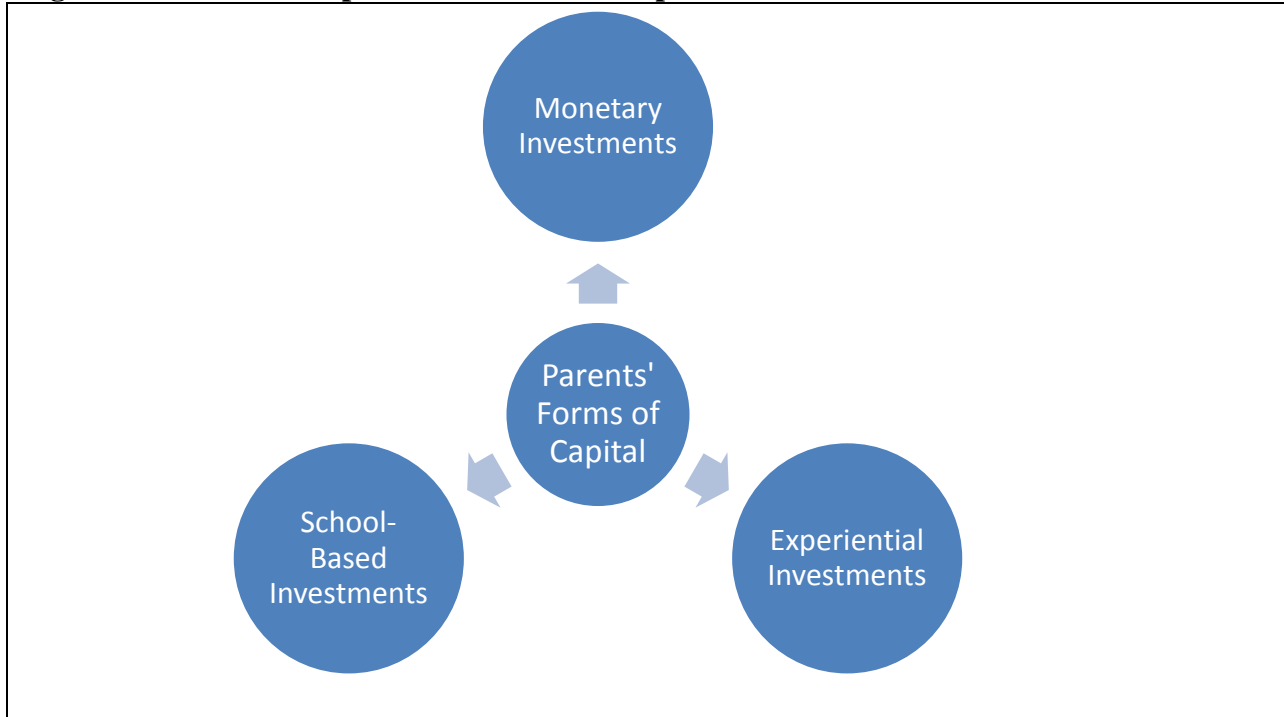 Monetary
Investments
Parents'
Forms of
Capital
School-
Based
Investments
Experiential
Investments